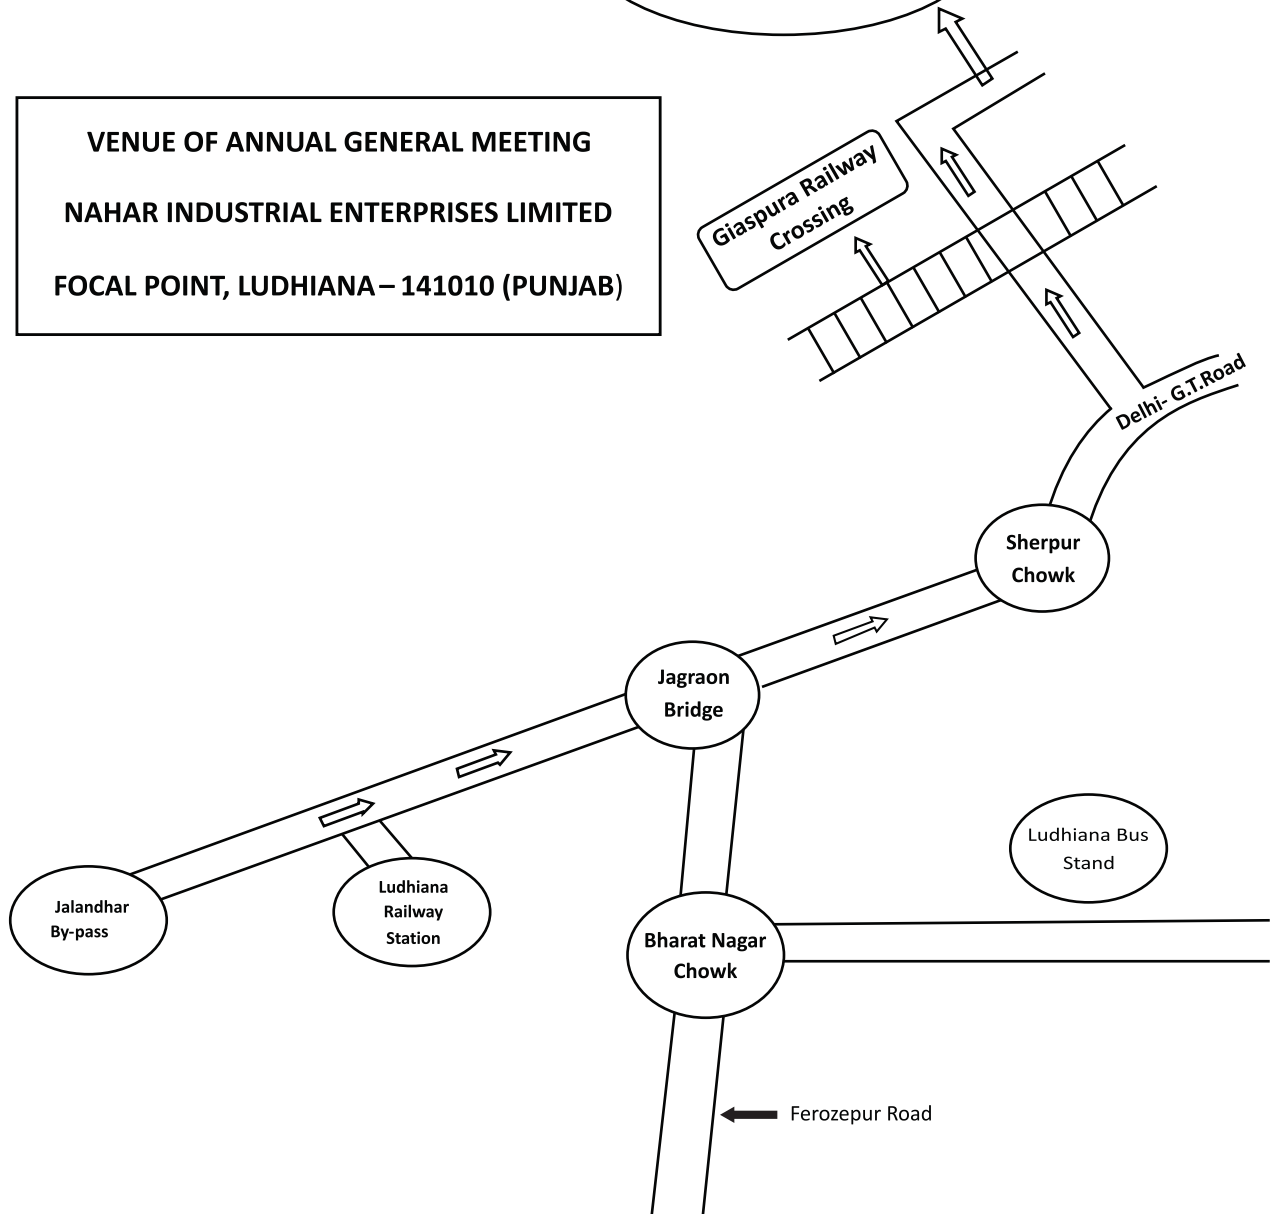 VENUE OF ANNUAL GENERAL MEETING
NAHAR INDUSTRIAL ENTERPRISES LIMITED
FOCAL POINT, LUDHIANA – 141010 (PUNJAB)
Giaspura Railway
Crossing
Delhi- G.T.Road
Sherpur
Chowk
Jagraon
Bridge
Ludhiana Bus
Stand
Jalandhar
By-pass
Ludhiana
Railway
Station
Bharat Nagar
Chowk
Ferozepur Road